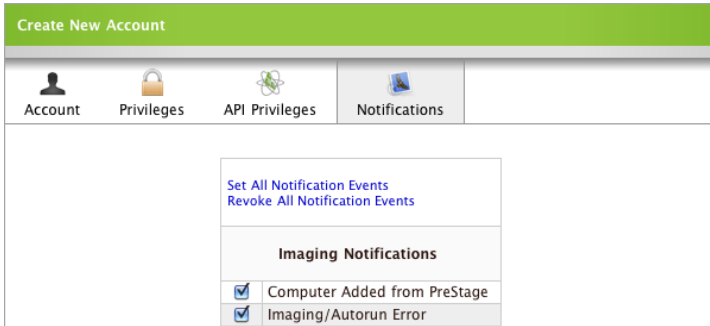 Create New Account
Account Privileges API Privileges Notifications
Set All Notification Events
Revoke All Notification Events
Imaging Notifications
Computer Added from PreStage
Imaging/Autorun Error